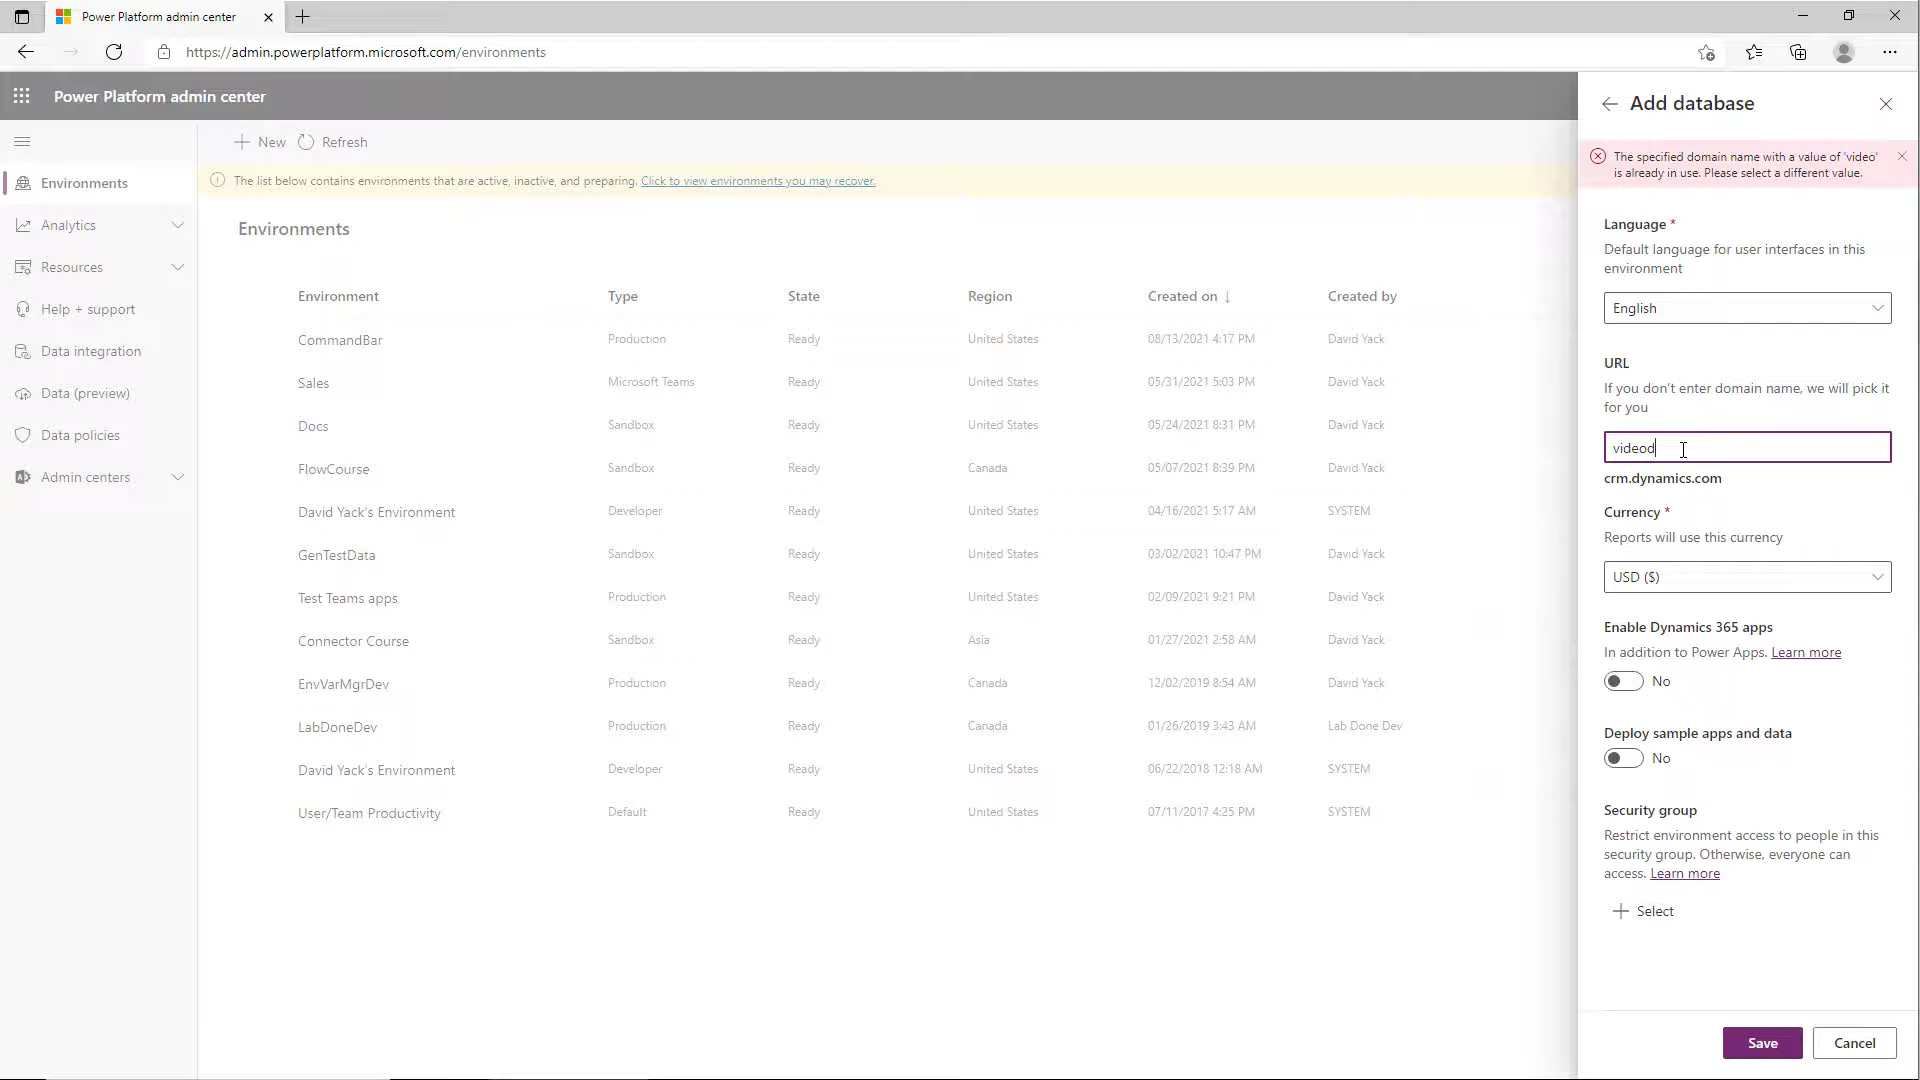 Power Platform admin center
https://admin.powerplatform.microsoft.com/environments
Power Platform admin center
New
Refresh
The list below contains environments that are active, inactive, and preparing. Click to view environments you may recover.
Environments
Analytics
Resources
Help + support
Data integration
Data (preview)
Data policies
Admin centers
Environments
Environment Type State Region Created on ↓ Created by
CommandBar Production Ready United States 08/13/2021 4:17 PM David Yack
Sales Microsoft Teams Ready United States 05/31/2021 5:03 PM David Yack
Docs Sandbox Ready United States 05/24/2021 8:31 PM David Yack
FlowCourse Sandbox Ready Canada 05/07/2021 8:39 PM David Yack
David Yack's Environment Developer Ready United States 04/16/2021 5:17 AM SYSTEM
GenTestData Sandbox Ready United States 03/02/2021 10:47 PM David Yack
Test Teams apps Production Ready United States 02/09/2021 9:21 PM David Yack
Connector Course Sandbox Ready Asia 01/27/2021 2:58 AM David Yack
EnvVarMgrDev Production Ready Canada 12/02/2019 8:54 AM David Yack
LabDoneDev Production Ready Canada 01/26/2019 3:43 AM Lab Done Dev
David Yack's Environment Developer Ready United States 06/22/2018 12:18 AM SYSTEM
User/Team Productivity Default Ready United States 07/11/2017 4:25 PM SYSTEM
Add database
The specified domain name with a value of 'video'
is already in use. Please select a different value.
Language *
Default language for user interfaces in this
environment
English
URL
If you don't enter domain name, we will pick it
for you
videod
crm.dynamics.com
Currency *
Reports will use this currency
USD ($)
Enable Dynamics 365 apps
In addition to Power Apps. Learn more
No
Deploy sample apps and data
No
Security group
Restrict environment access to people in this
security group. Otherwise, everyone can
access. Learn more
Select
Save
Cancel